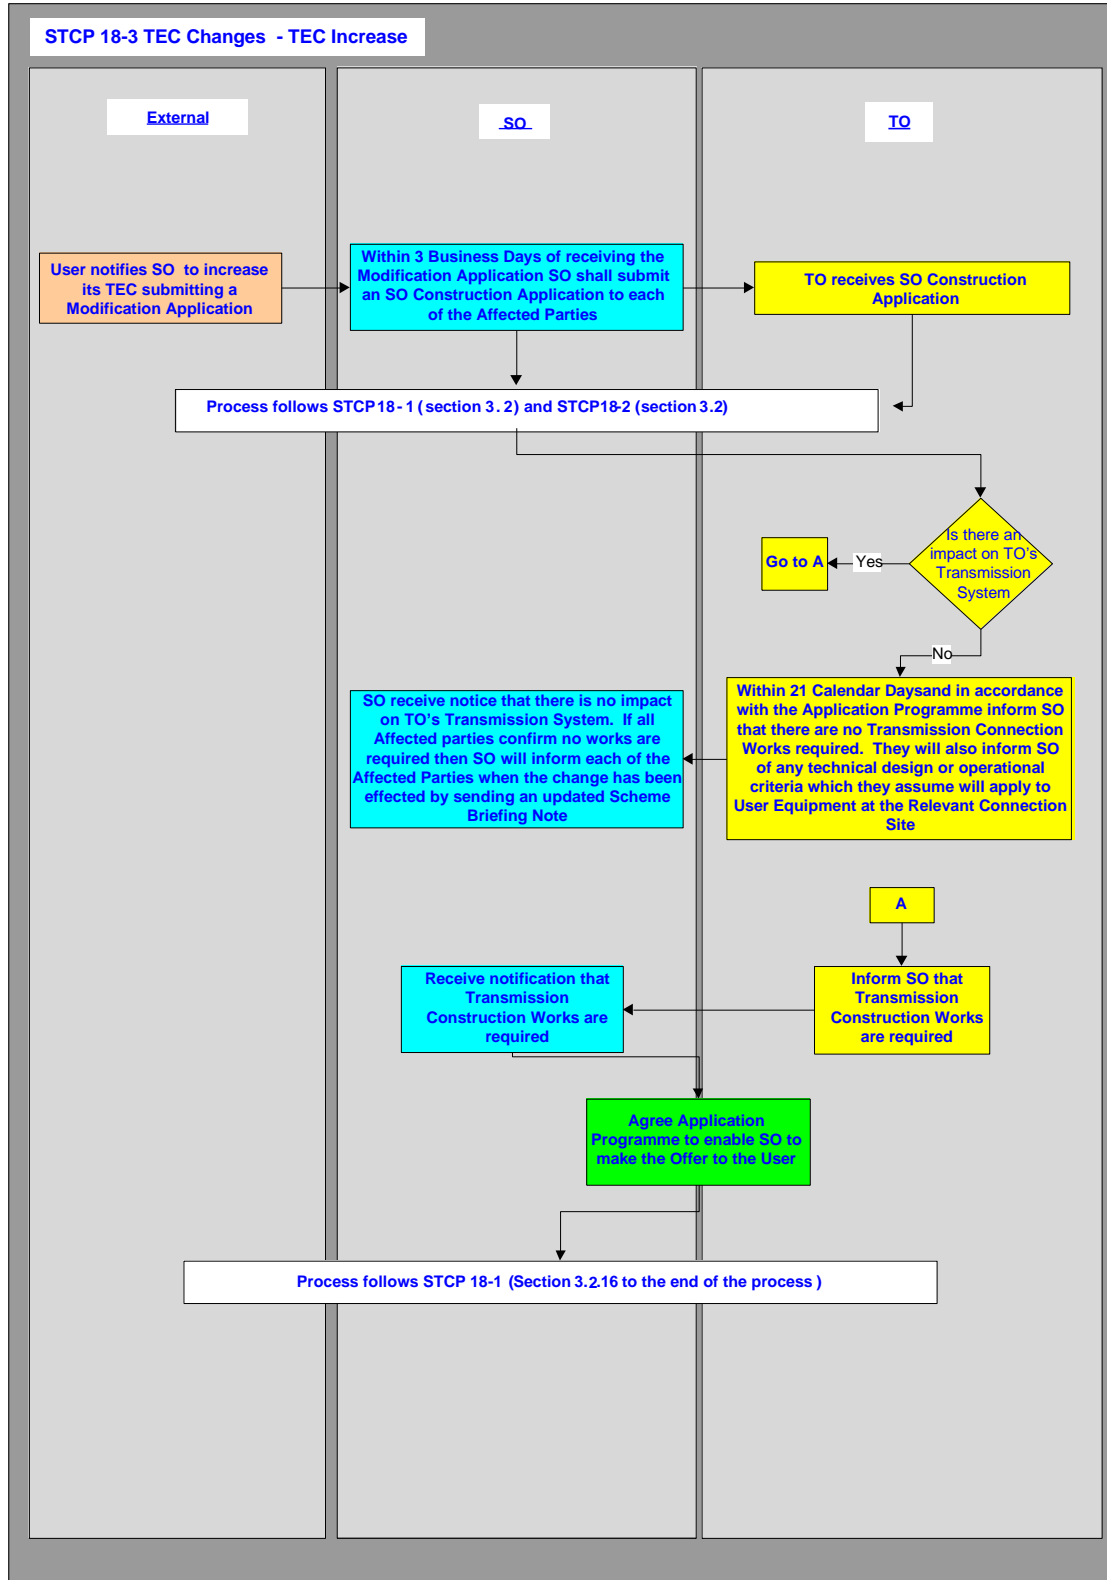 STCP 18-3 TEC Changes - TEC Increase
External
SO
TO
User notifies SO to increase
its TEC submitting a
Modification Application
Within 3 Business Days of receiving the
Modification Application SO shall submit
an SO Construction Application to each
of the Affected Parties
TO receives SO Construction
Application
Process follows STCP18-1 (section 3.2) and STCP18-2 (section 3.2)
Is there an
impact on TO's
Transmission
System
Yes
Go to A
No
Within 21 Calendar Daysand in accordance
with the Application Programme inform SO
that there are no Transmission Connection
Works required. They will also inform SO
of any technical design or operational
criteria which they assume will apply to
User Equipment at the Relevant Connection
Site
SO receive notice that there is no impact
on TO's Transmission System. If all
Affected parties confirm no works are
required then SO will inform each of the
Affected Parties when the change has been
effected by sending an updated Scheme
Briefing Note
A
Inform SO that
Transmission
Construction Works
are required
Receive notification that
Transmission
Construction Works are
required
Agree Application
Programme to enable SO to
make the Offer to the User
Process follows STCP 18-1 (Section 3.2.16 to the end of the process )